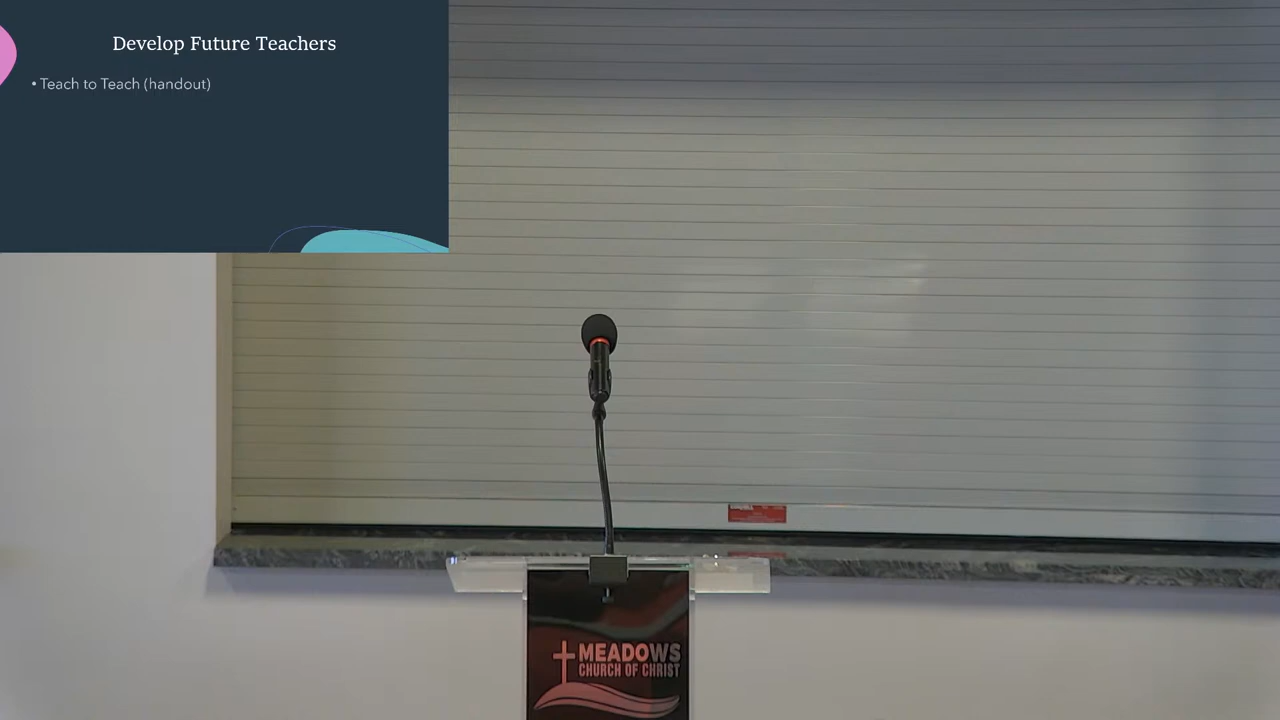 Develop Future Teachers
• Teach to Teach (handout)
MEADOWS
CHURCH OF CHRIST